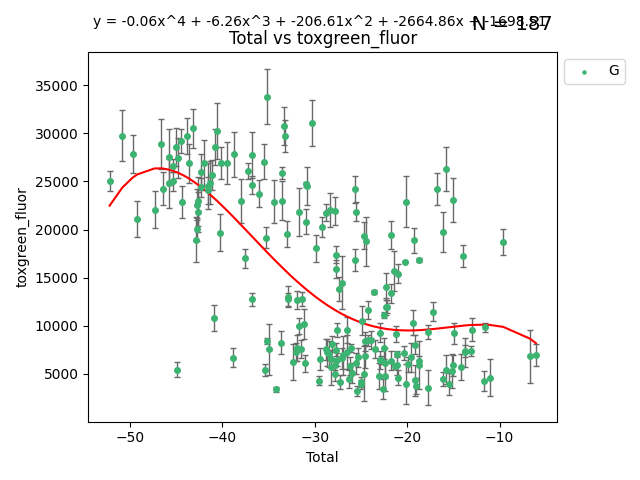 y = -0.06x^4 + -6.26x^3 + -206.61x^2 + -2664.86x + -1698.51
N = 187
Total vs toxgreen_fluor
G
35000
30000
25000
20000
15000
10000
5000
toxgreen_fluor
−50 −40 −30 −20 −10
Total